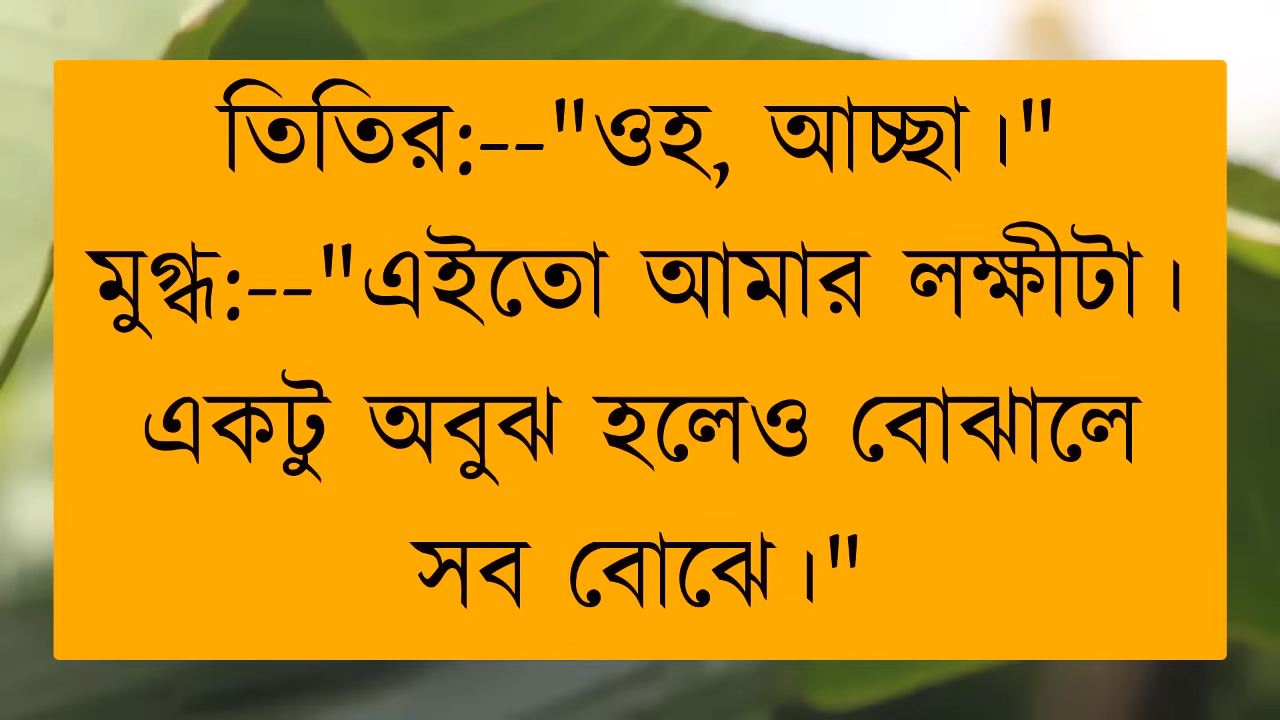 তিতির:--"ওহ, আচ্ছা।"
মুগ্ধ:--"এইতো আমার লক্ষীটা।
একটু অবুঝ হলেও বোঝালে
সব বোঝে।"